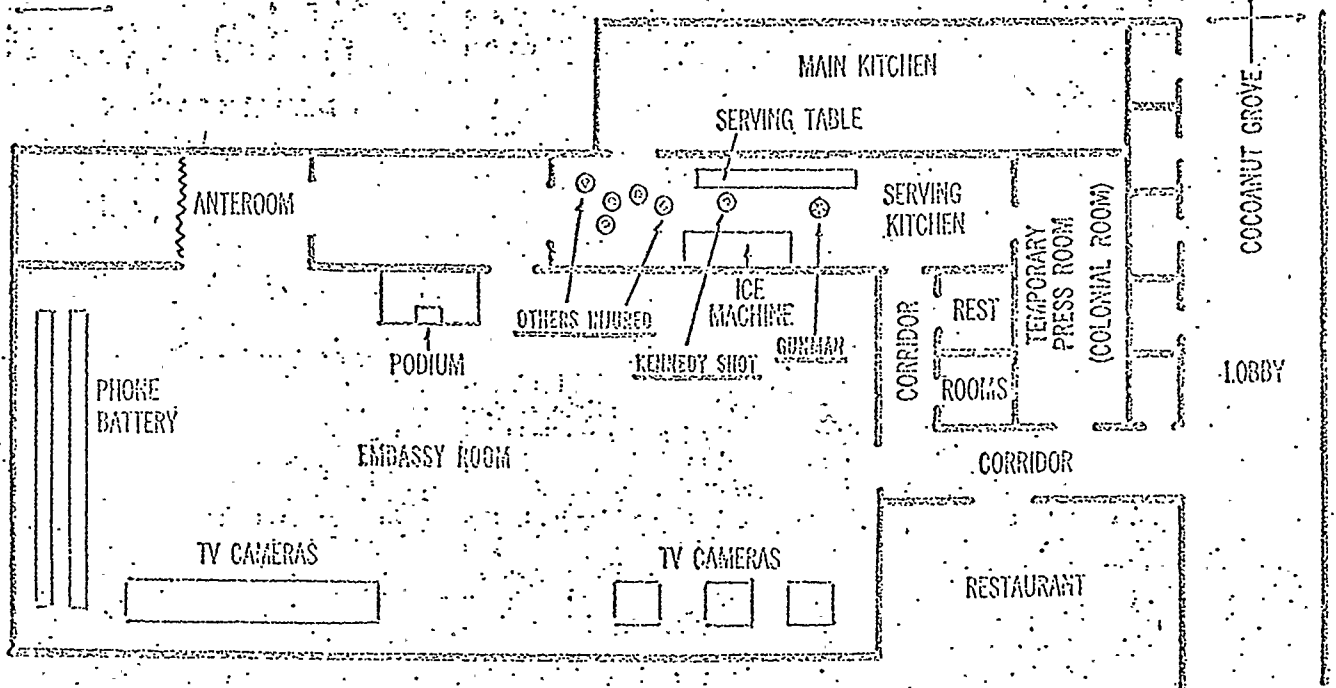 MAIN KITCHEN
SERVING TABLE
COCOANUT GROVE
ANTEROOM
SERVING
KITCHEN
TEMPORARY
PRESS ROOM
(COLONIAL ROOM)
ICE
MACHINE
OTHERS INJURED
KENNEDY SHOT
GUNMAN
PODIUM
CORRIDOR
REST
ROOMS
LOBBY
PHONE
BATTERY
EMBASSY ROOM
CORRIDOR
TV CAMERAS
TV CAMERAS
RESTAURANT